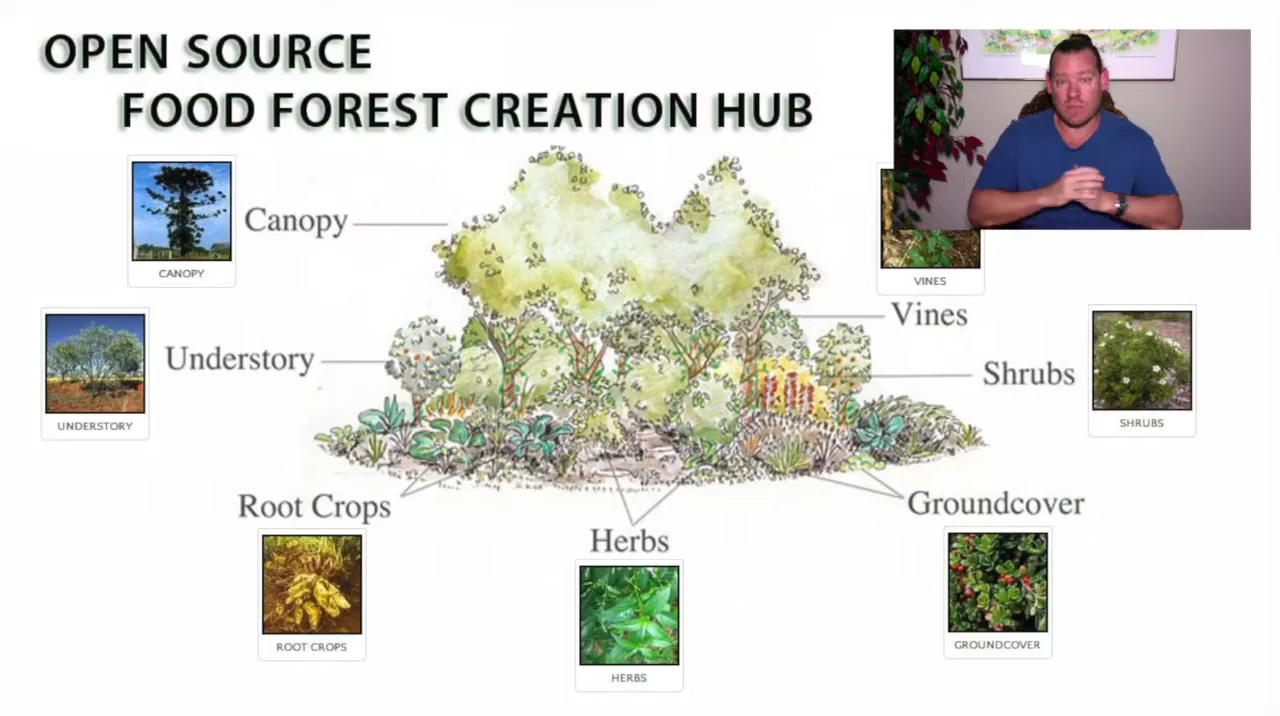 OPEN SOURCE
FOOD FOREST CREATION HUB
CANOPY
Canopy
VINES
Vines
UNDERSTORY
Understory
Shrubs
SHRUBS
Root Crops
ROOT CROPS
Herbs
HERBS
Groundcover
GROUNDCOVER